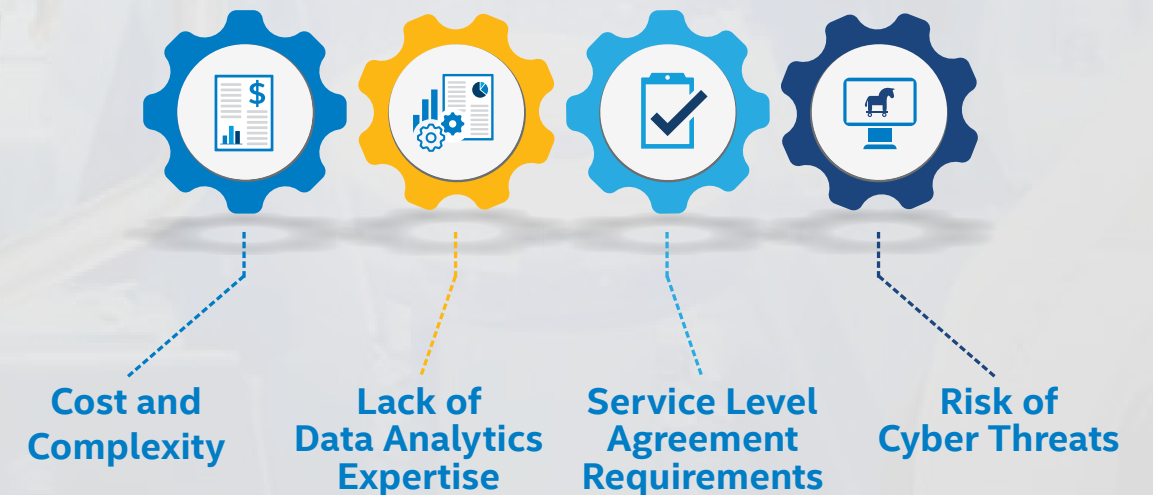 $
Cost and
Complexity
Lack of
Data Analytics
Expertise
Service Level
Agreement
Requirements
Risk of
Cyber Threats